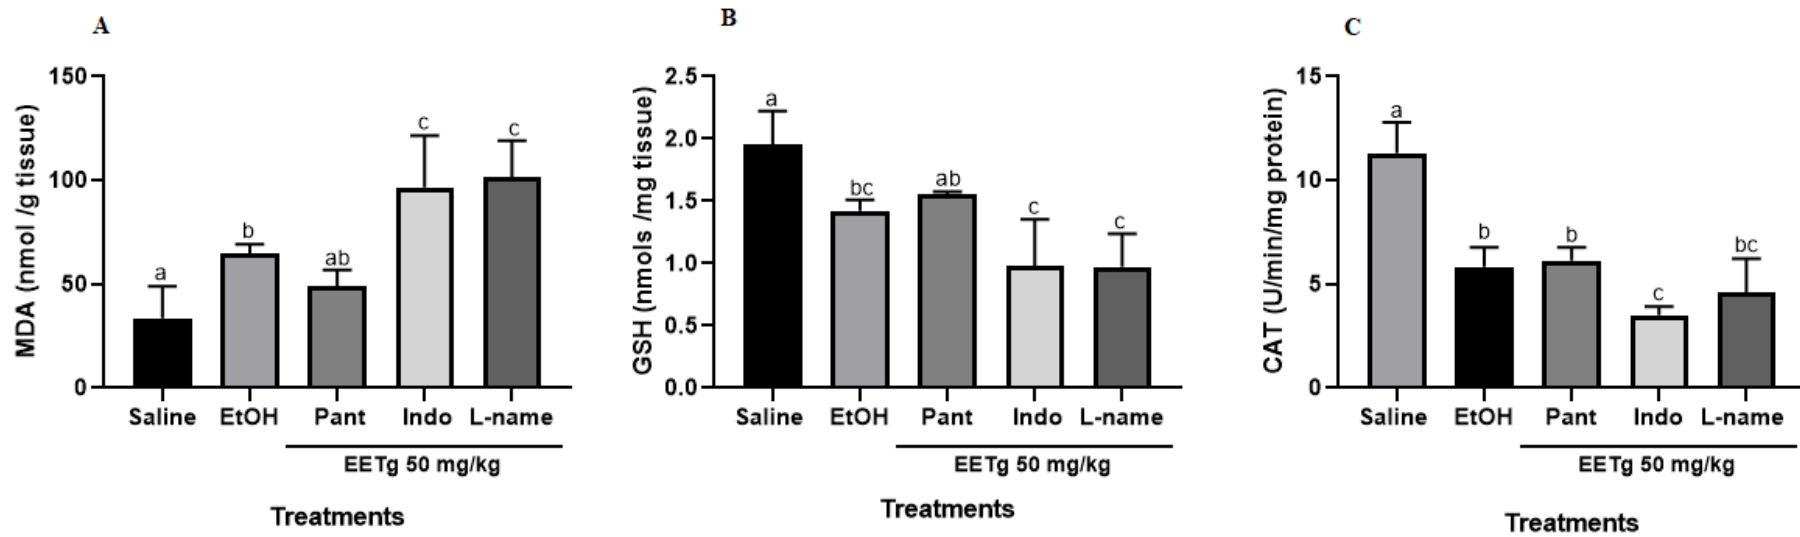 A
MDA (nmol /g tissue)
150
100
50
0
a
b
ab
c
c
Saline EtOH Pant Indo L-name
EETg 50 mg/kg
Treatments
B
GSH (nmols /mg tissue)
2.5
2.0
1.5
1.0
0.5
0.0
a
bc
ab
c
c
Saline EtOH Pant Indo L-name
EETg 50 mg/kg
Treatments
C
CAT (U/min/mg protein)
15
10
5
0
a
b
b
c
bc
Saline EtOH Pant Indo L-name
EETg 50 mg/kg
Treatments